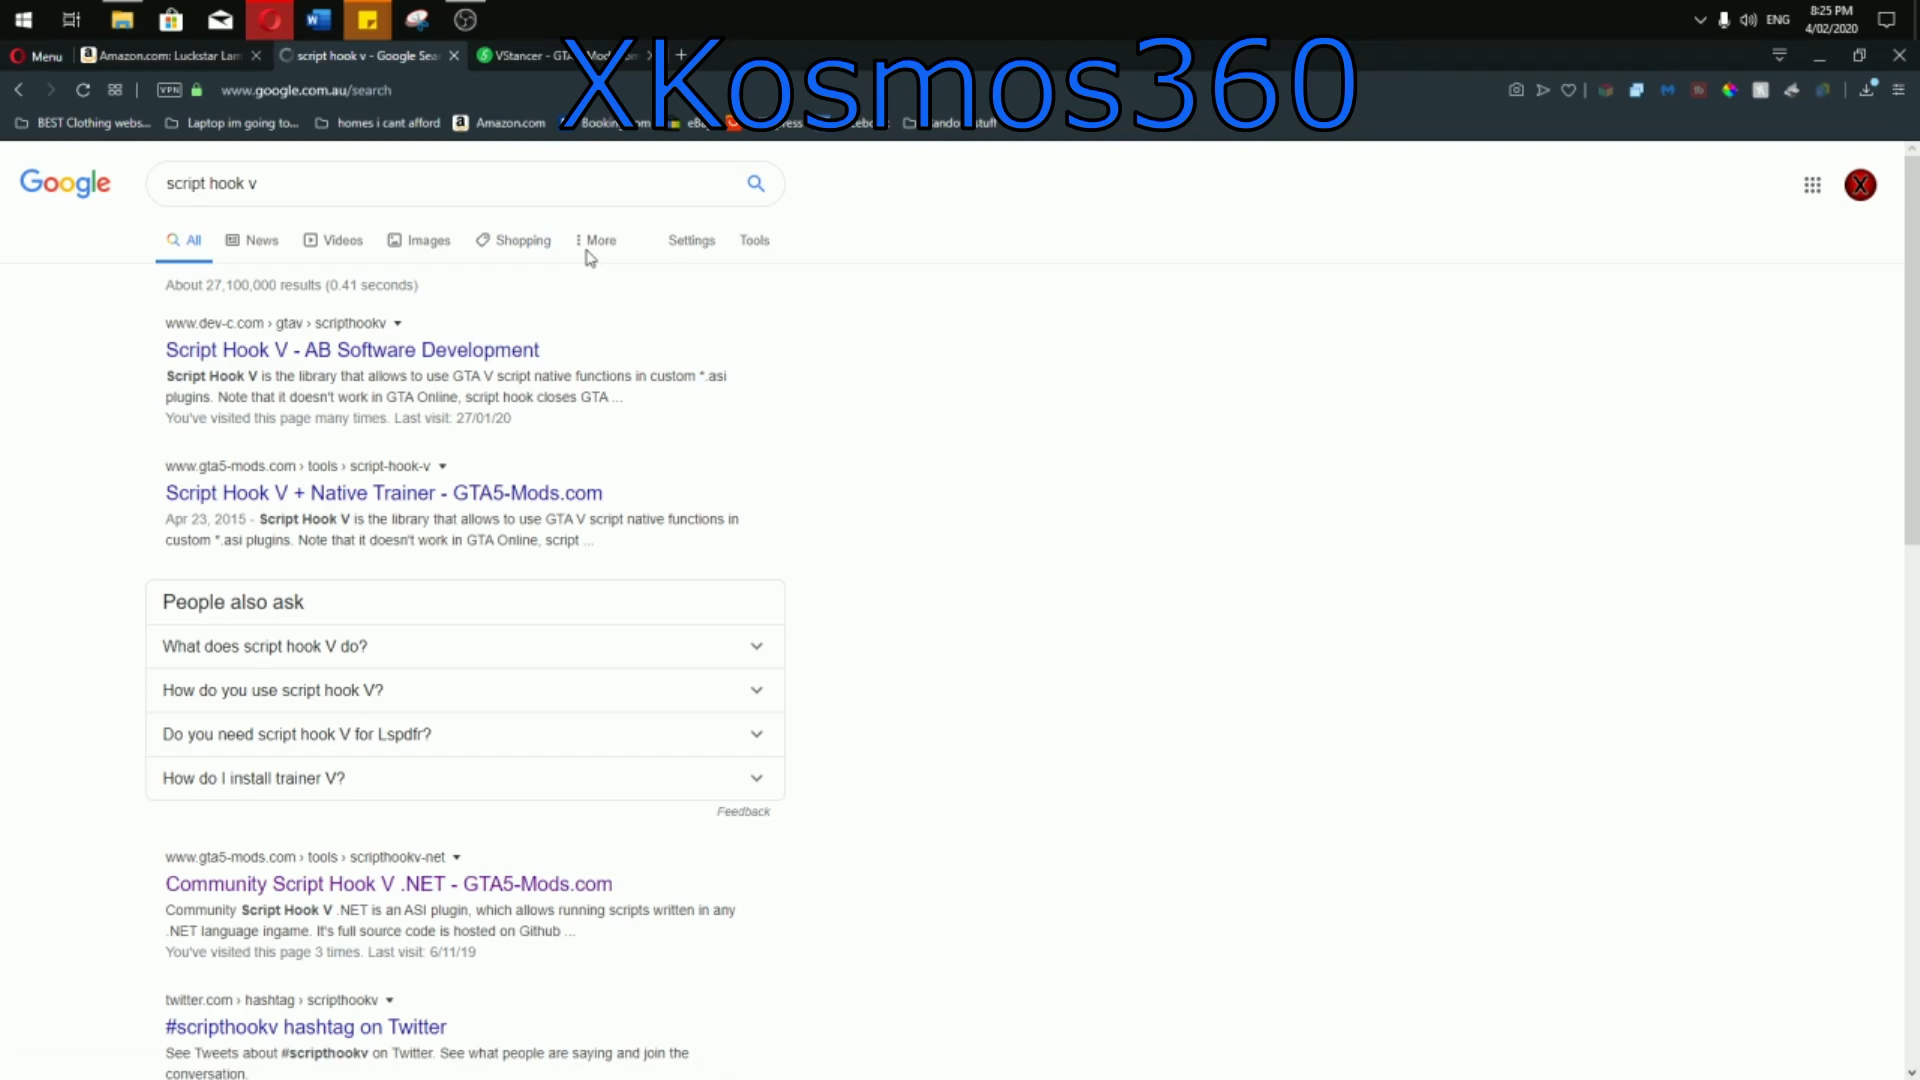 ENG
8:25 PM
4/02/2020
Menu
Amazon.com: Luckstar Lam
script hook v - Google Sea
VStancer - GTA
XKosmos360
VPN
www.google.com.au/search
BEST Clothing webs...
Laptop im going to...
homes i cant afford
Amazon.com
Google
script hook v
X
All
News
Videos
Images
Shopping
More
Settings
Tools
About 27,100,000 results (0.41 seconds)
www.dev-c.com › gtav › scripthookv
Script Hook V - AB Software Development
Script Hook V is the library that allows to use GTA V script native functions in custom *.asi
plugins. Note that it doesn't work in GTA Online, script hook closes GTA ...
You've visited this page many times. Last visit: 27/01/20
www.gta5-mods.com › tools › script-hook-v
Script Hook V + Native Trainer - GTA5-Mods.com
Apr 23, 2015 - Script Hook V is the library that allows to use GTA V script native functions in
custom *.asi plugins. Note that it doesn't work in GTA Online, script ...
People also ask
What does script hook V do?
How do you use script hook V?
Do you need script hook V for Lspdfr?
How do I install trainer V?
Feedback
www.gta5-mods.com › tools › scripthookv-net
Community Script Hook V .NET - GTA5-Mods.com
Community Script Hook V .NET is an ASI plugin, which allows running scripts written in any
.NET language ingame. It's full source code is hosted on Github ...
You've visited this page 3 times. Last visit: 6/11/19
twitter.com › hashtag › scripthookv
#scripthookv hashtag on Twitter
See Tweets about #scripthookv on Twitter. See what people are saying and join the
conversation.